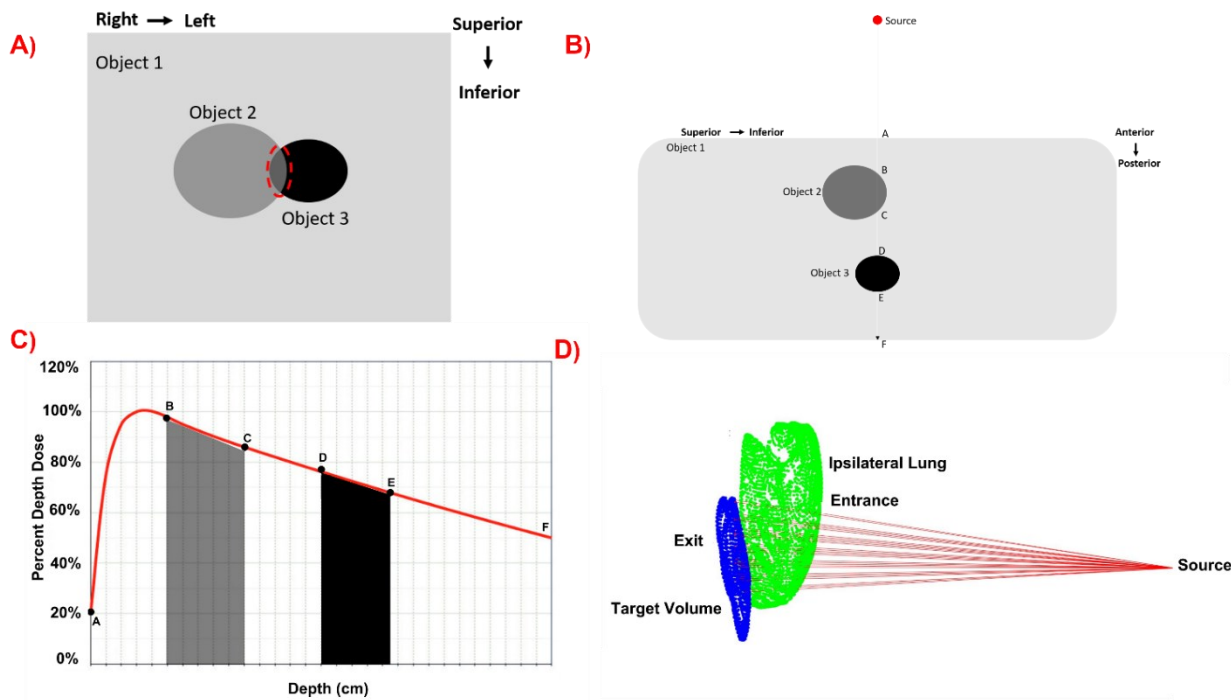 A)
Right → Left
Superior
↓
Inferior
Object 1
Object 2
Object 3
B)
Source
A
Superior → Inferior
Anterior
↓
Posterior
Object 1
B
Object 2
C
D
Object 3
E
F
C)
Percent Depth Dose
120%
100%
80%
60%
40%
20%
0%
A
B
C
D
E
F
Depth (cm)
D)
Ipsilateral Lung
Entrance
Exit
Source
Target Volume